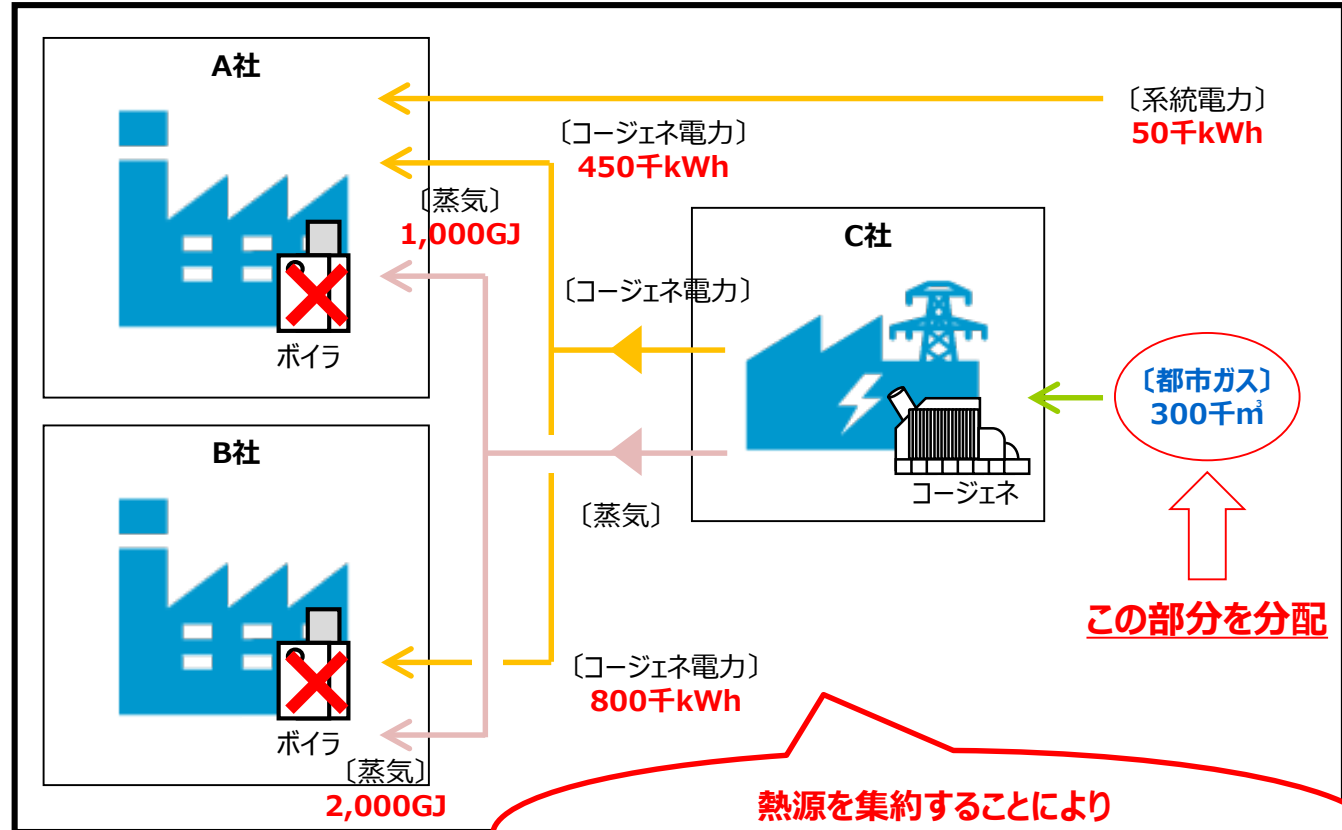 A社
〔系統電力〕
50千kWh
〔コージェネ電力〕
450千kWh
〔蒸気〕
1,000GJ
ボイラ
C社
〔コージェネ電力〕
〔都市ガス〕
300千㎥
コージェネ
〔蒸気〕
この部分を分配
B社
〔コージェネ電力〕
800千kWh
ボイラ
〔蒸気〕
2,000GJ
熱源を集約することにより